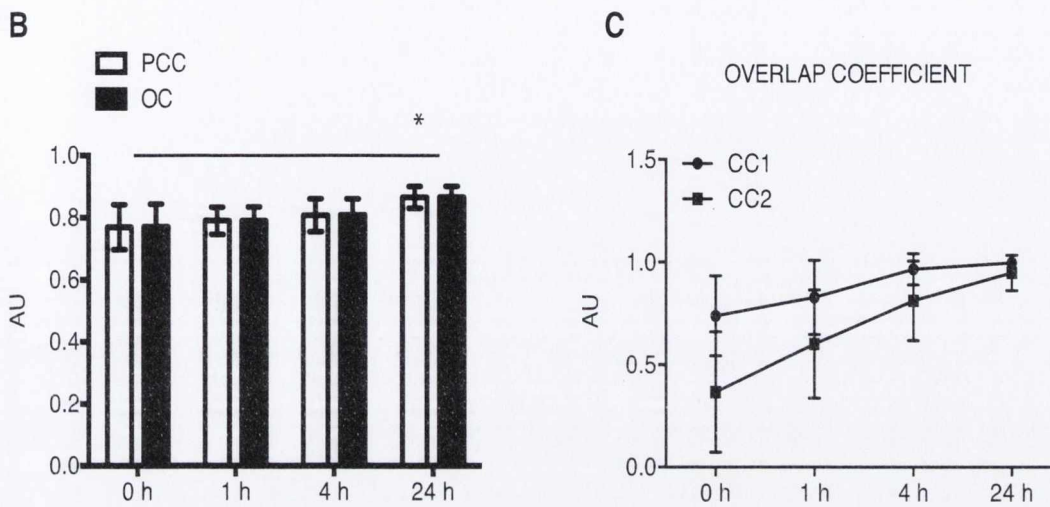 B
PCC
OC
*
1.0
0.8
0.6
0.4
0.2
0.0
AU
0 h 1 h 4 h 24 h
C
OVERLAP COEFFICIENT
CC1
CC2
1.5
1.0
0.5
0.0
AU
0 h 1 h 4 h 24 h